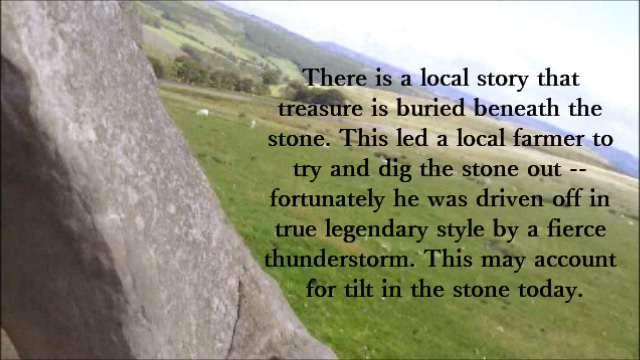 There is a local story that
treasure is buried beneath the
stone. This led a local farmer to
try and dig the stone out --
fortunately he was driven off in
true legendary style by a fierce
thunderstorm. This may account
for tilt in the stone today.